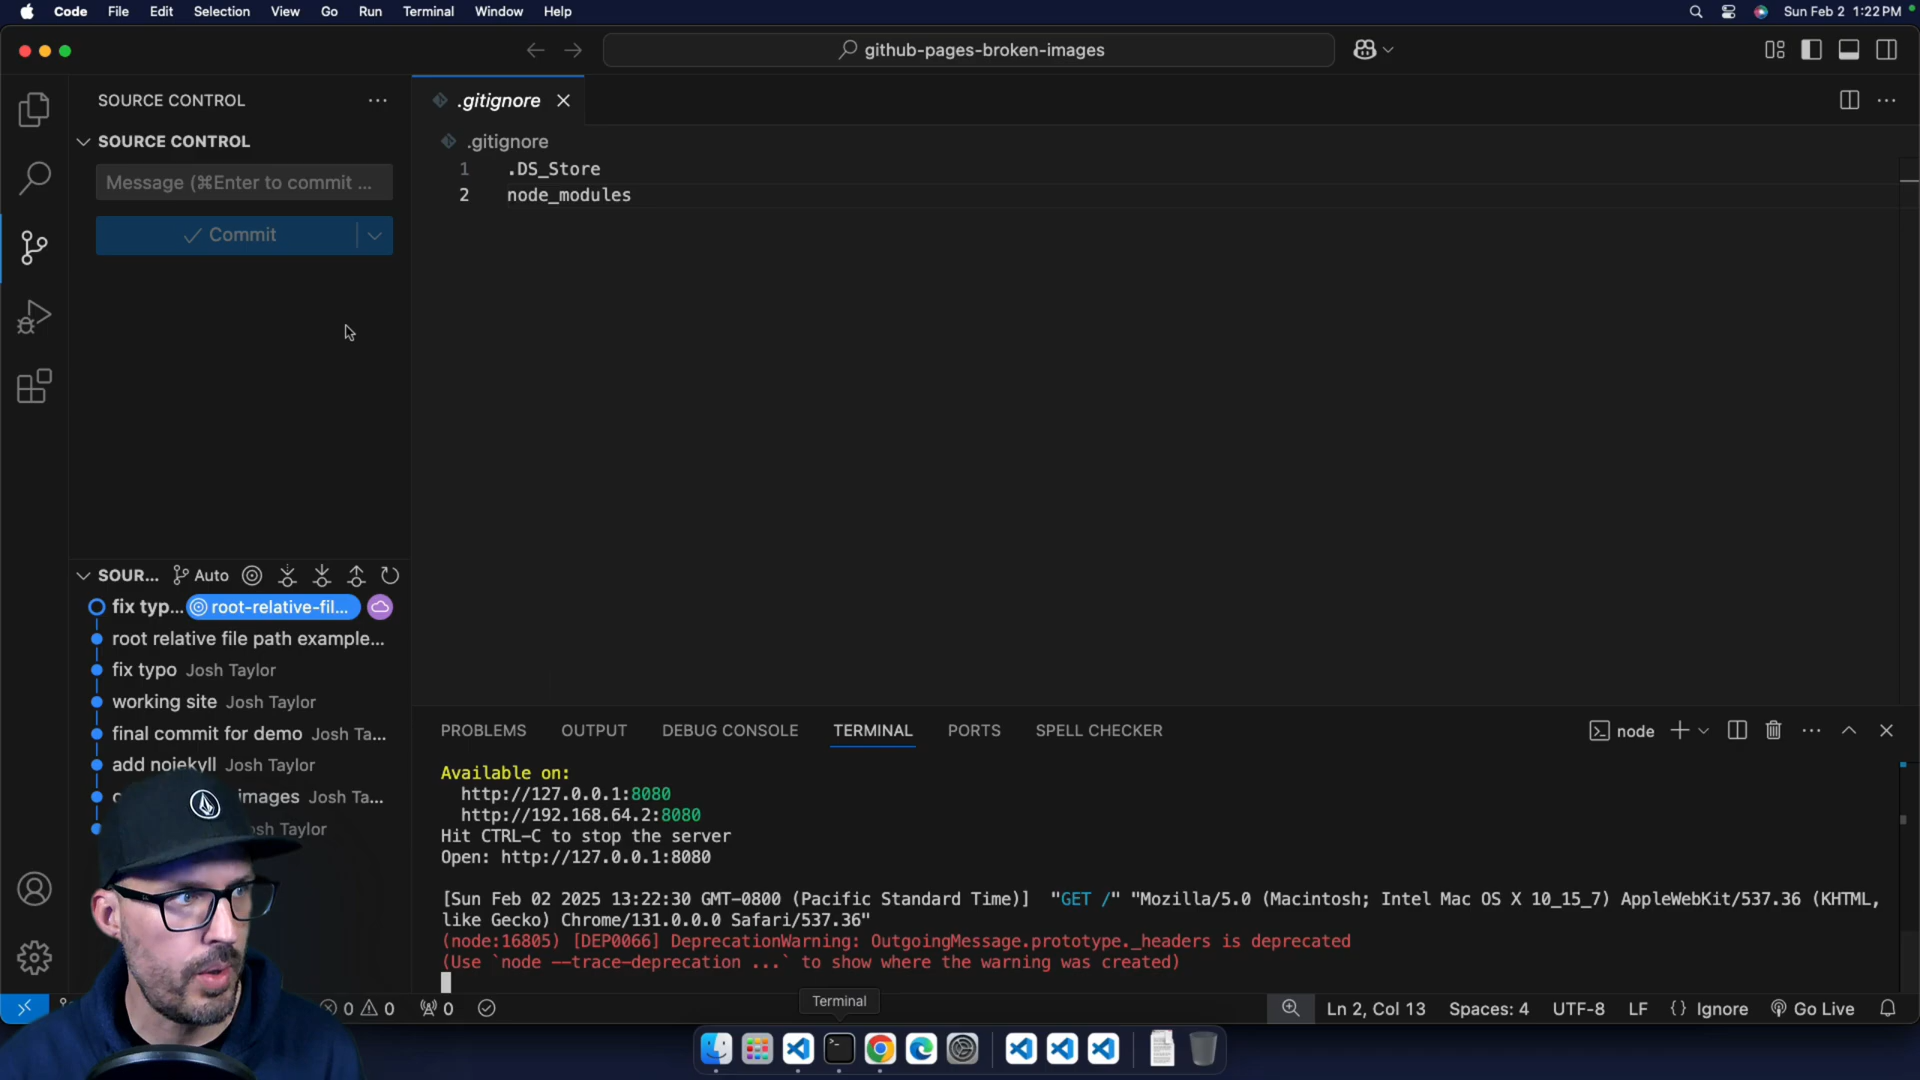 Code File Edit Selection View Go Run Terminal Window Help Sun Feb 2 1:22 PM
github-pages-broken-images
SOURCE CONTROL
SOURCE CONTROL
Message (⌘Enter to commit ...
Commit
.gitignore
.gitignore
1 .DS_Store
2 node_modules
SOUR... Auto
fix typ... root-relative-fil...
root relative file path example...
fix typo Josh Taylor
working site Josh Taylor
final commit for demo Josh Ta...
add nojekyll Josh Taylor
images Josh Ta...
Taylor
PROBLEMS OUTPUT DEBUG CONSOLE TERMINAL PORTS SPELL CHECKER node
Available on:
http://127.0.0.1:8080
http://192.168.64.2:8080
Hit CTRL-C to stop the server
Open: http://127.0.0.1:8080
[Sun Feb 02 2025 13:22:30 GMT-0800 (Pacific Standard Time)] "GET /" "Mozilla/5.0 (Macintosh; Intel Mac OS X 10_15_7) AppleWebKit/537.36 (KHTML,
like Gecko) Chrome/131.0.0.0 Safari/537.36"
(node:16805) [DEP0066] DeprecationWarning: OutgoingMessage.prototype._headers is deprecated
(Use `node --trace-deprecation ...` to show where the warning was created)
Terminal
0 0 0 Ln 2, Col 13 Spaces: 4 UTF-8 LF {} Ignore Go Live